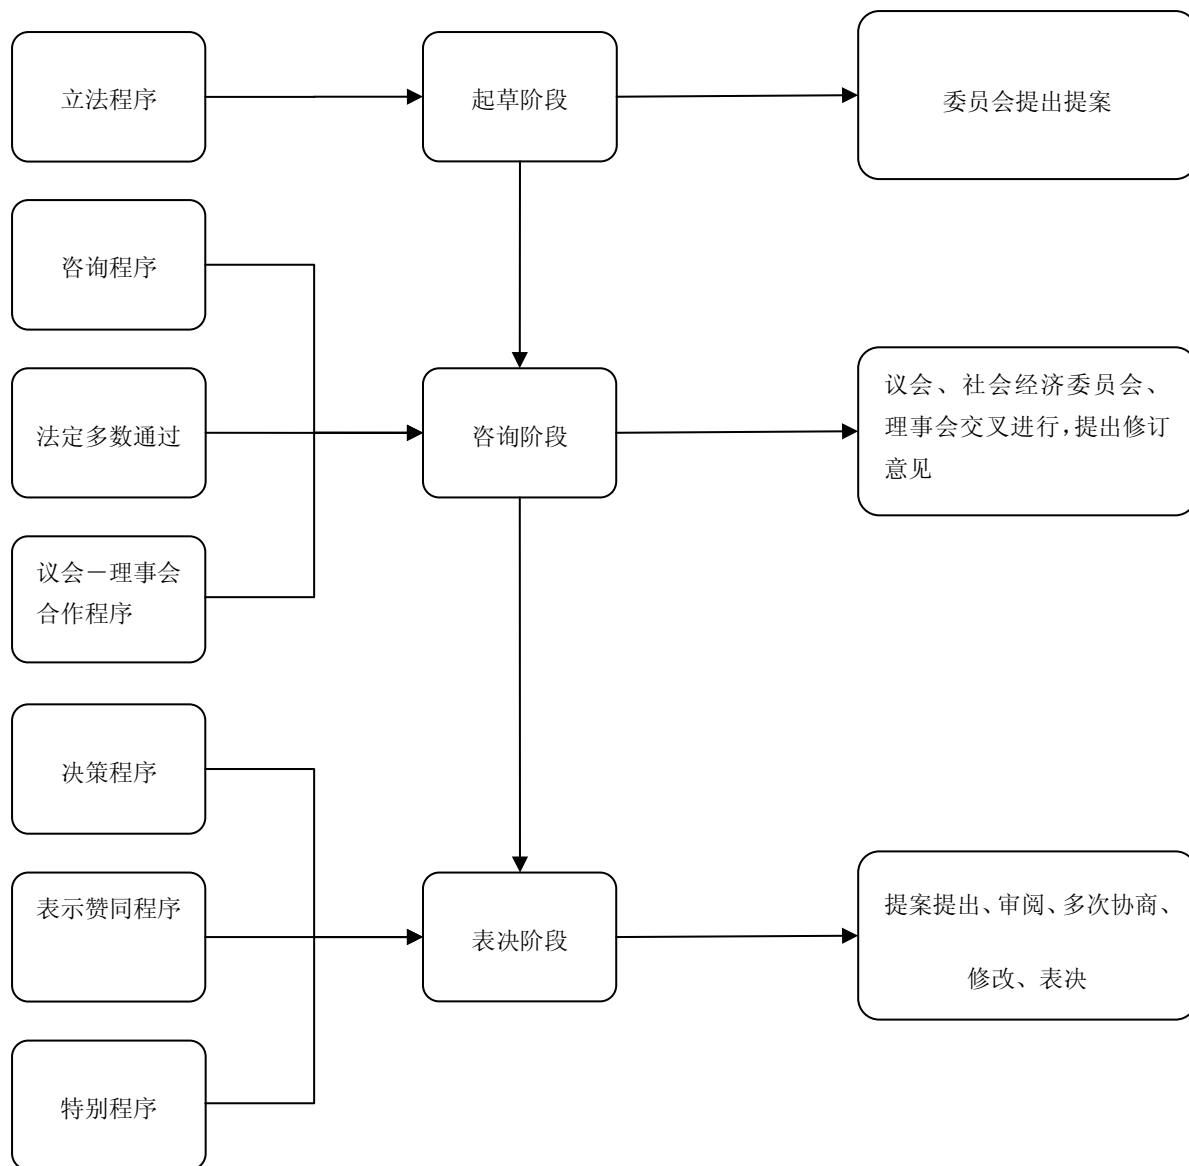 立法程序
起草阶段
委员会提出提案
咨询程序
法定多数通过
咨询阶段
议会、社会经济委员会、
理事会交叉进行,提出修订
意见
议会－理事会
合作程序
决策程序
表示赞同程序
表决阶段
提案提出、审阅、多次协商、
修改、表决
特别程序